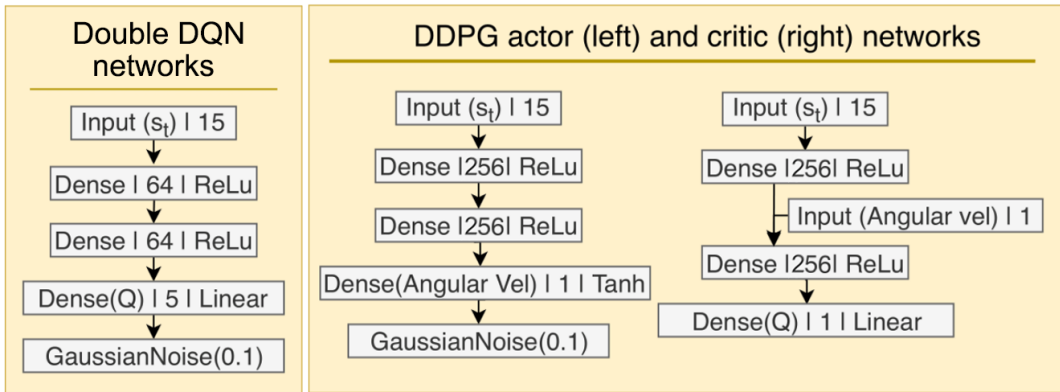 Double DQN
networks
Input (st) | 15
Dense | 64 | ReLu
Dense | 64 | ReLu
Dense(Q) | 5 | Linear
GaussianNoise(0.1)
DDPG actor (left) and critic (right) networks
Input (st) | 15
Dense |256| ReLu
Dense |256| ReLu
Dense(Angular Vel) | 1 | Tanh
GaussianNoise(0.1)
Input (st) | 15
Dense |256| ReLu
Input (Angular vel) | 1
Dense |256| ReLu
Dense(Q) | 1 | Linear